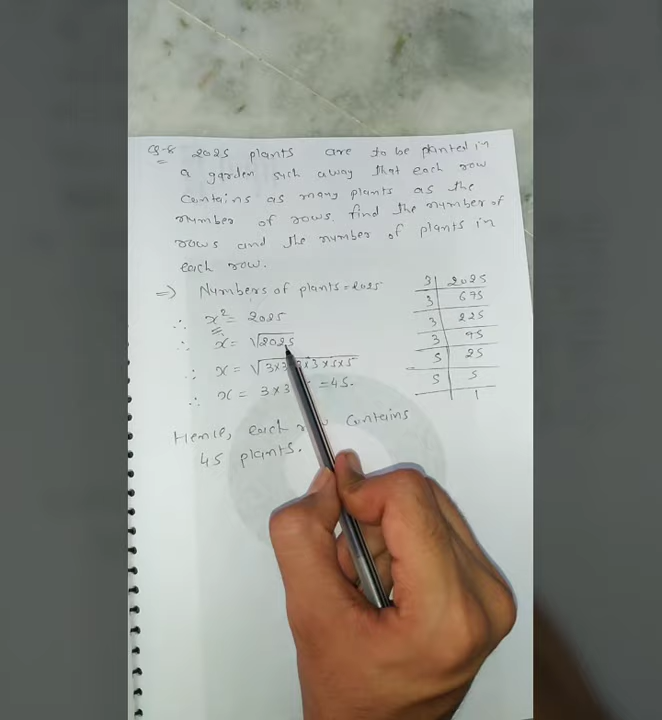 Q-8 2025 plants are to be planted in
a garden such away that each row
contains as many plants as the
number of rows. find the number of
rows and the number of plants in
each row.
=> Numbers of plants = 2025
∴ x² = 2025
∴ x = √2025
∴ x = √3×3 ×3×5×5
∴ x = 3×3 = 45.
Hence, each contains
45 plants.
3 | 2025
3 | 675
3 | 225
3 | 75
5 | 25
5 | 5
1